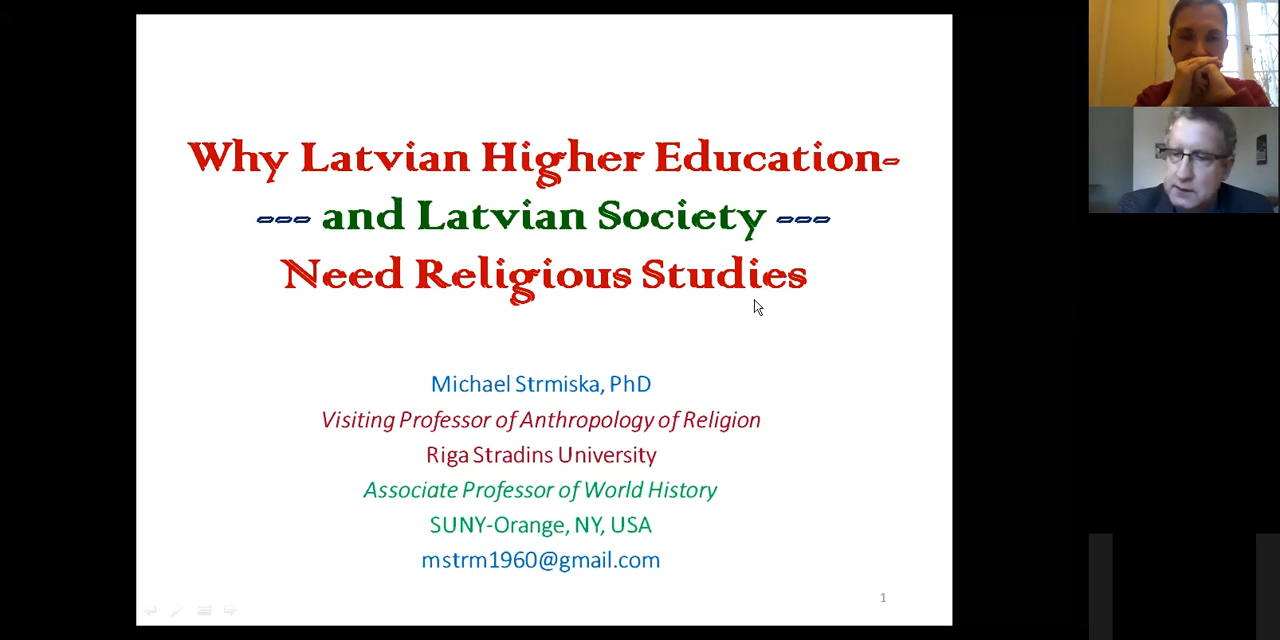 Why Latvian Higher Education-
--- and Latvian Society ---
Need Religious Studies
Michael Strmiska, PhD
Visiting Professor of Anthropology of Religion
Riga Stradins University
Associate Professor of World History
SUNY-Orange, NY, USA
mstrm1960@gmail.com
1